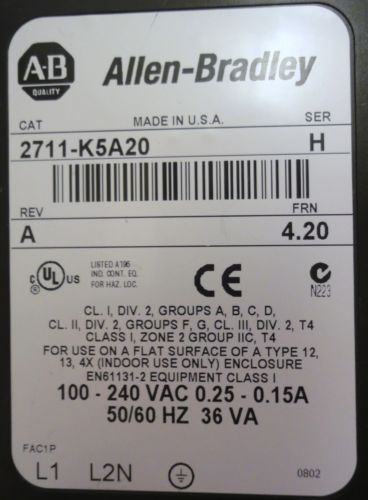 A-B
QUALITY
Allen-Bradley
CAT MADE IN U.S.A. SER
2711-K5A20 H
REV FRN
A 4.20
C UL US
LISTED A196
IND. CONT. EQ.
FOR HAZ. LOC.
CE
N223
CL. I, DIV. 2, GROUPS A, B, C, D,
CL. II, DIV. 2, GROUPS F, G, CL. III, DIV. 2, T4
CLASS I, ZONE 2 GROUP IIC, T4
FOR USE ON A FLAT SURFACE OF A TYPE 12,
13, 4X (INDOOR USE ONLY) ENCLOSURE
EN61131-2 EQUIPMENT CLASS I
100 - 240 VAC 0.25 - 0.15A
50/60 HZ 36 VA
FAC1P
L1 L2N 0802